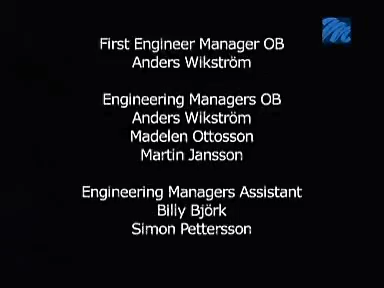 First Engineer Manager OB
Anders Wikström
Engineering Managers OB
Anders Wikström
Madelen Ottosson
Martin Jansson
Engineering Managers Assistant
Billy Björk
Simon Pettersson